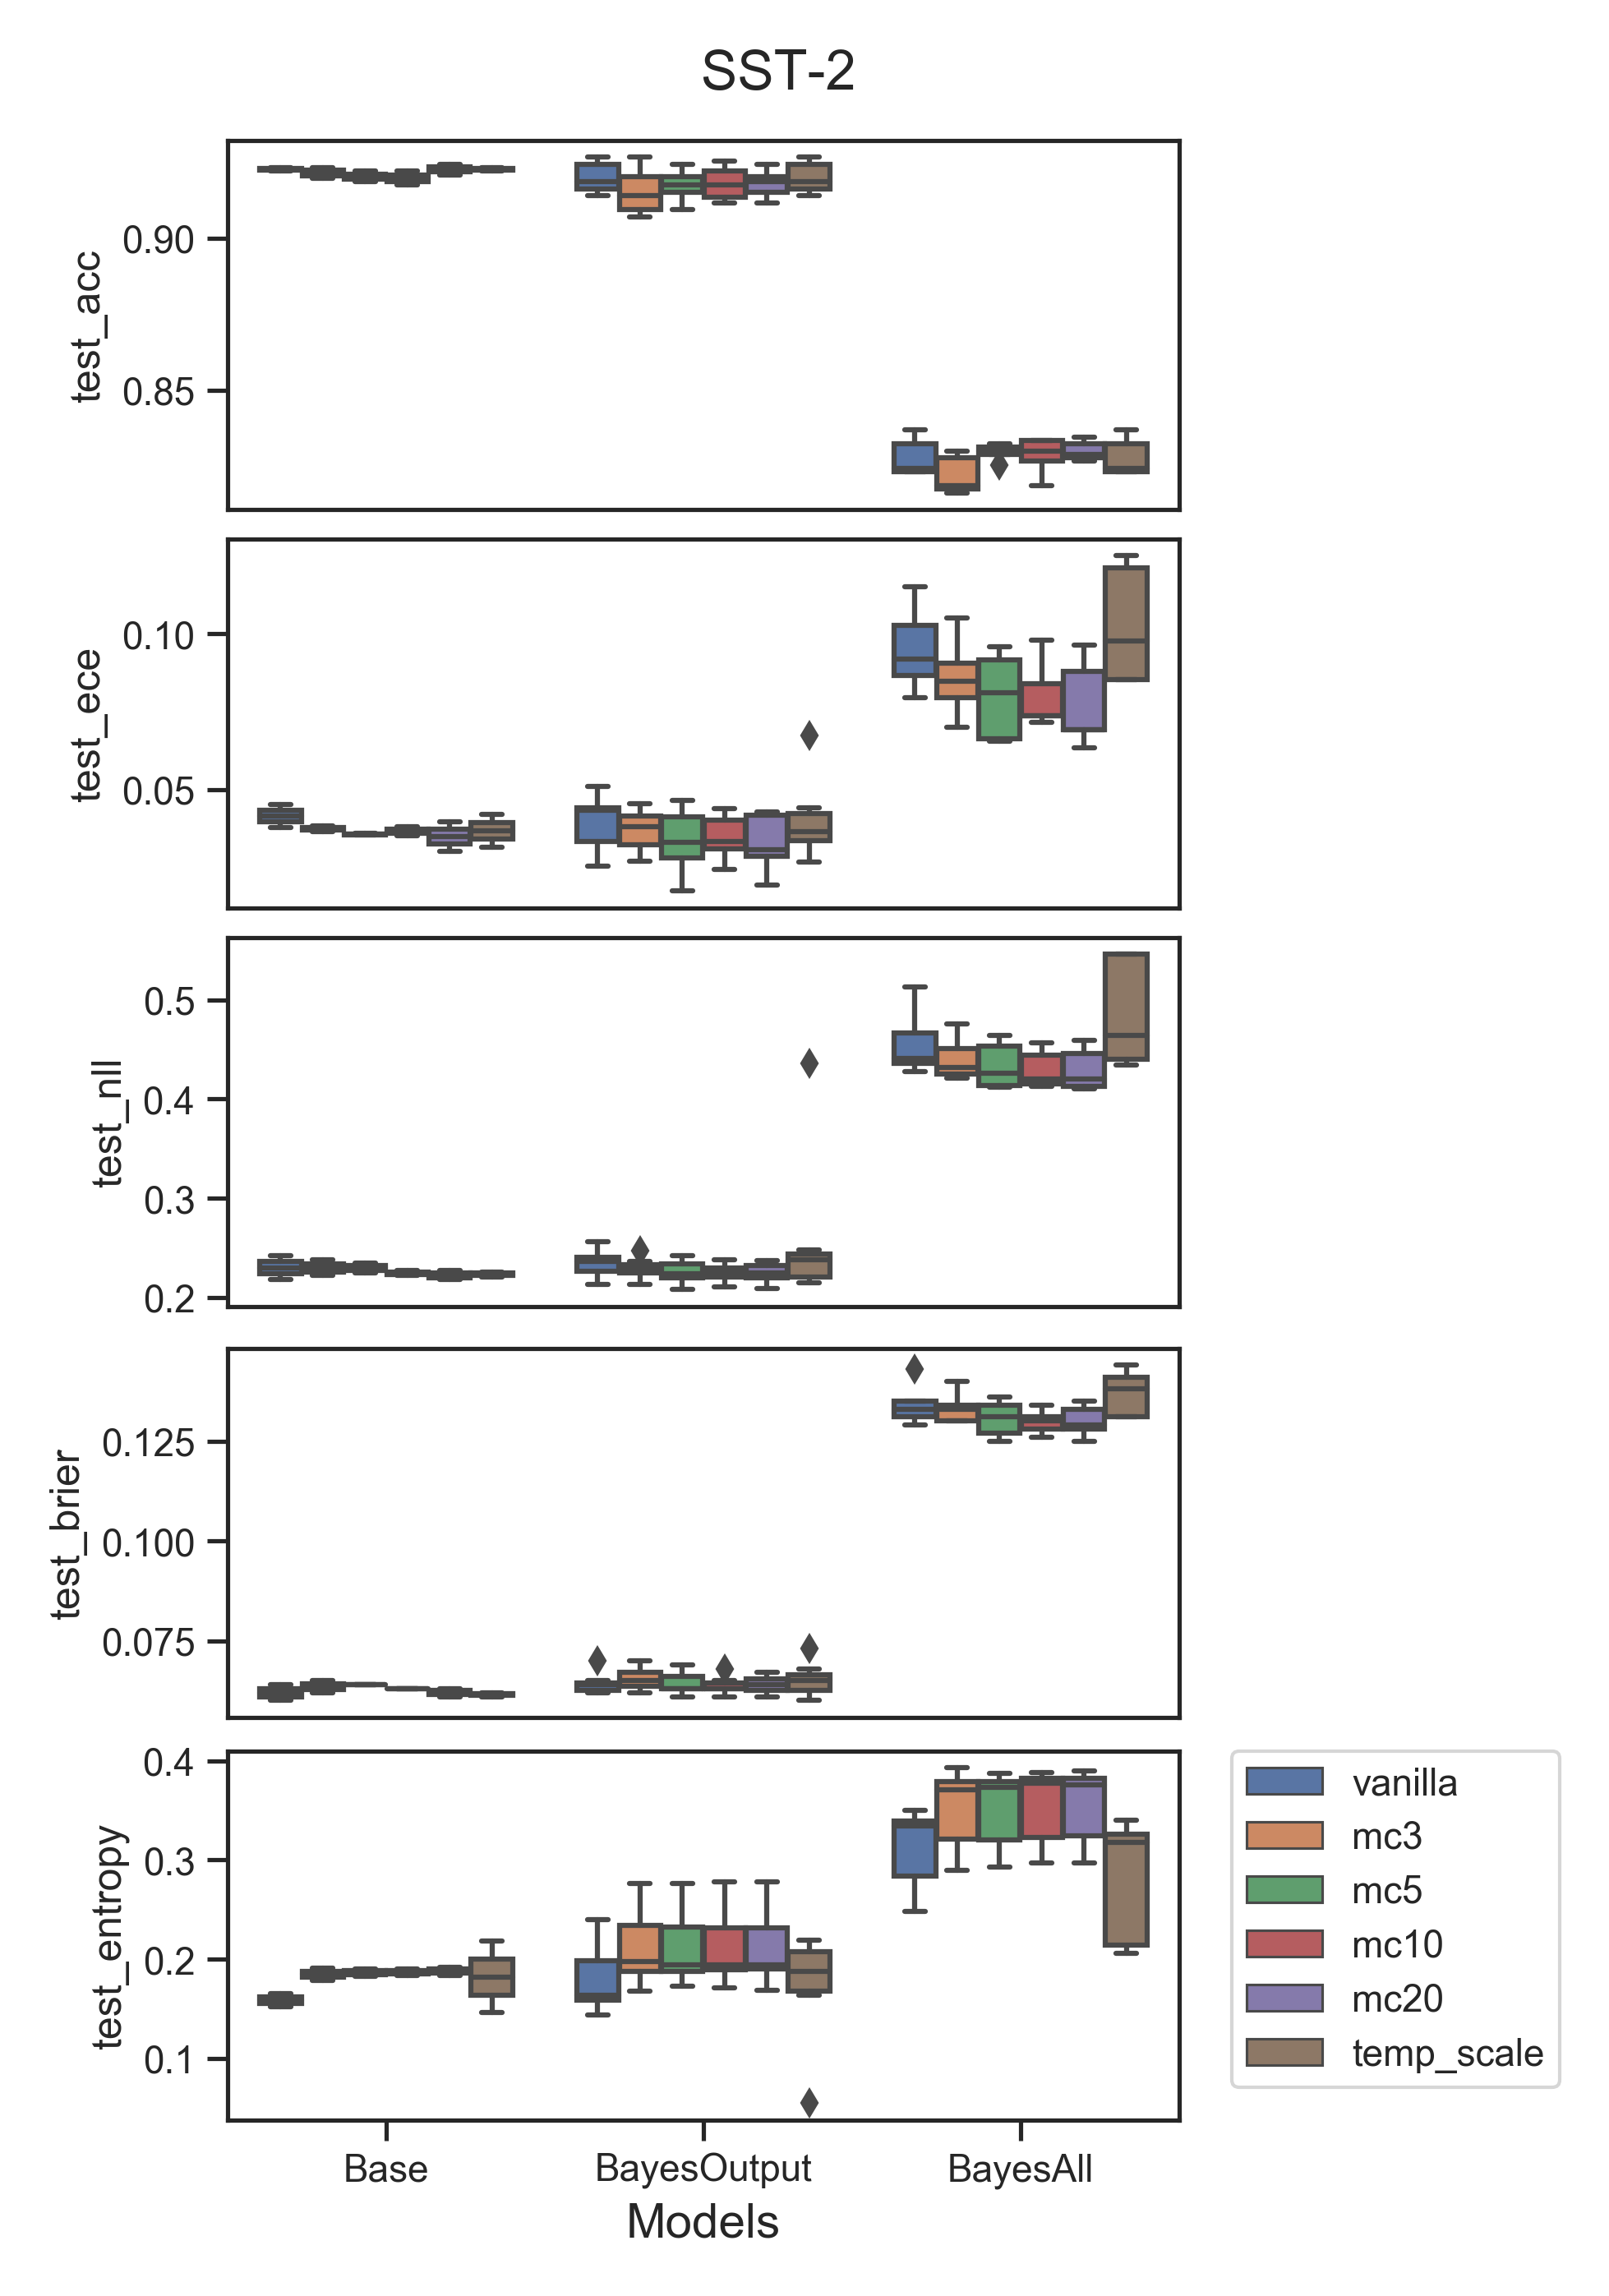 SST-2
test_acc
0.90
0.85
test_ece
0.10
0.05
test_nll
0.5
0.4
0.3
0.2
test_brier
0.125
0.100
0.075
test_entropy
0.4
0.3
0.2
0.1
Base BayesOutput BayesAll
Models
vanilla
mc3
mc5
mc10
mc20
temp_scale